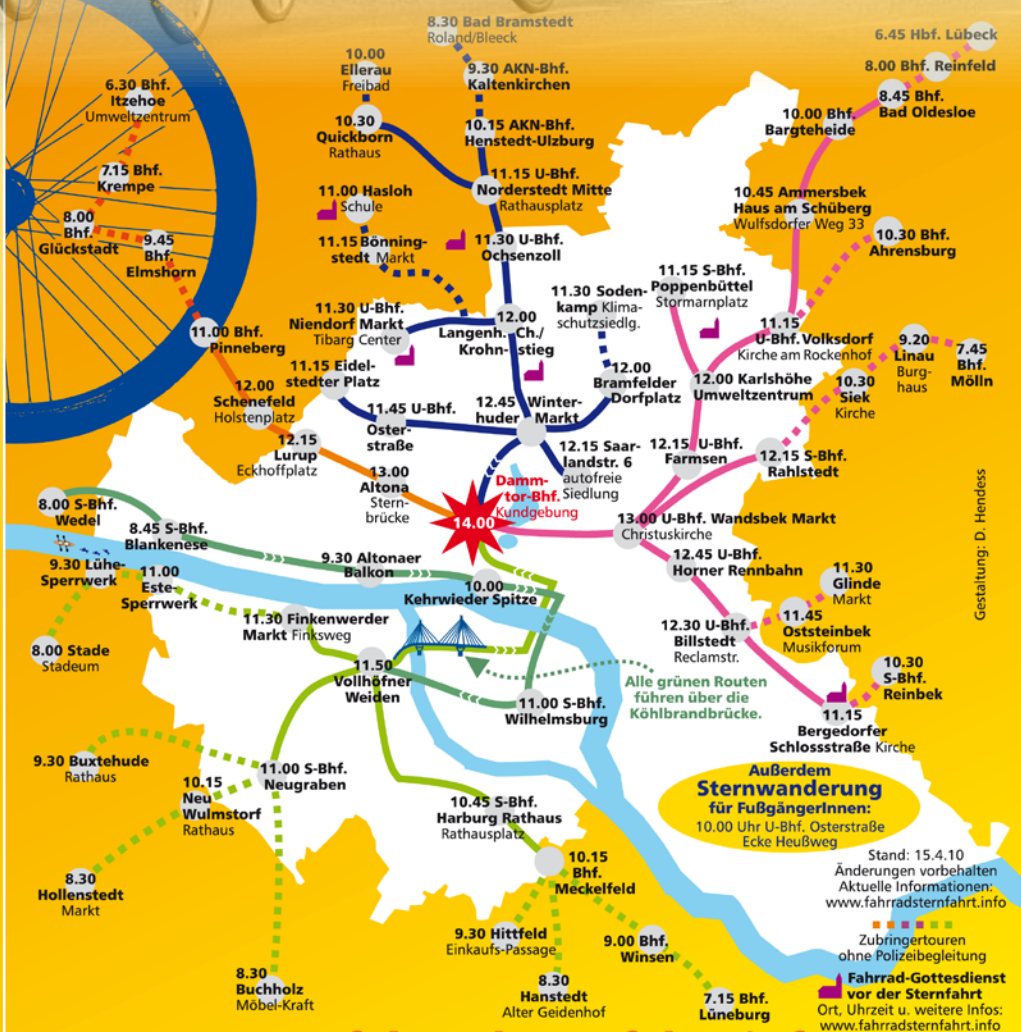 8.30 Bad Bramstedt
Roland/Bleeck
6.45 Hbf. Lübeck
8.00 Bhf. Reinfeld
8.45 Bhf.
Bad Oldesloe
10.00
Ellerau
Freibad
9.30 AKN-Bhf.
Kaltenkirchen
6.30 Bhf.
Itzehoe
Umweltzentrum
10.30
Quickborn
Rathaus
10.15 AKN-Bhf.
Henstedt-Ulzburg
10.00 Bhf.
Bargteheide
7.15 Bhf.
Krempe
11.00 Hasloh
Schule
11.15 U-Bhf.
Norderstedt Mitte
Rathausplatz
10.45 Ammersbek
Haus am Schüberg
Wulfsdorfer Weg 33
8.00
Bhf.
Glückstadt
9.45
Bhf.
Elmshorn
11.15 Bönning-
stedt Markt
11.30 U-Bhf.
Ochsenzoll
10.30 Bhf.
Ahrensburg
11.15 S-Bhf.
Poppenbüttel
Stormarnplatz
11.30 Soden-
kamp Klima-
schutzsiedlg.
11.00 Bhf.
Pinneberg
11.30 U-Bhf.
Niendorf Markt
Tibarg Center
12.00
Langenh. Ch./
Krohn-stieg
11.15
U-Bhf. Volksdorf
Kirche am Rockenhof
9.20
Linau
Burg-
haus
7.45
Bhf.
Mölln
11.15 Eidel-
stedter Platz
12.00
Bramfelder
Dorfplatz
12.00 Karlshöhe
Umweltzentrum
10.30
Siek
Kirche
12.00
Schenefeld
Holstenplatz
11.45 U-Bhf.
Oster-
straße
12.45 Winter-
huder Markt
12.15
Lurup
Eckhoffplatz
12.15 Saar-
landstr. 6
autofreie
Siedlung
12.15 U-Bhf.
Farmsen
12.15 S-Bhf.
Rahlstedt
13.00
Altona
Stern-
brücke
Damm-
tor-Bhf.
Kundgebung
14.00
8.00 S-Bhf.
Wedel
8.45 S-Bhf.
Blankenese
13.00 U-Bhf. Wandsbek Markt
Christuskirche
9.30 Lühe-
Sperrwerk
11.00
Este-
Sperrwerk
9.30 Altonaer
Balkon
10.00
Kehrwieder Spitze
12.45 U-Bhf.
Horner Rennbahn
11.30
Glinde
Markt
11.30 Finkenwerder
Markt Finksweg
12.30 U-Bhf.
Billstedt
Reclamstr.
11.45
Oststeinbek
Musikforum
8.00 Stade
Stadeum
11.50
Vollhöfner
Weiden
11.00 S-Bhf.
Wilhelmsburg
Alle grünen Routen
führen über die
Köhlbrandbrücke.
10.30
S-Bhf.
Reinbek
11.15
Bergedorfer
Schlossstraße Kirche
9.30 Buxtehude
Rathaus
11.00 S-Bhf.
Neugraben
10.15
Neu
Wulmstorf
Rathaus
10.45 S-Bhf.
Harburg Rathaus
Rathausplatz
10.15
Bhf.
Meckelfeld
8.30
Hollenstedt
Markt
9.30 Hittfeld
Einkaufs-Passage
9.00 Bhf.
Winsen
8.30
Buchholz
Möbel-Kraft
8.30
Hanstedt
Alter Geidenhof
7.15 Bhf.
Lüneburg
Außerdem
Sternwanderung
für FußgängerInnen:
10.00 Uhr U-Bhf. Osterstraße
Ecke Heußweg
Stand: 15.4.10
Änderungen vorbehalten
Aktuelle Informationen:
www.fahrradsternfahrt.info
Zubringertouren
ohne Polizeibegleitung
Fahrrad-Gottesdienst
vor der Sternfahrt
Ort, Uhrzeit u. weitere Infos:
www.fahrradsternfahrt.info
Gestaltung: D. Hendess